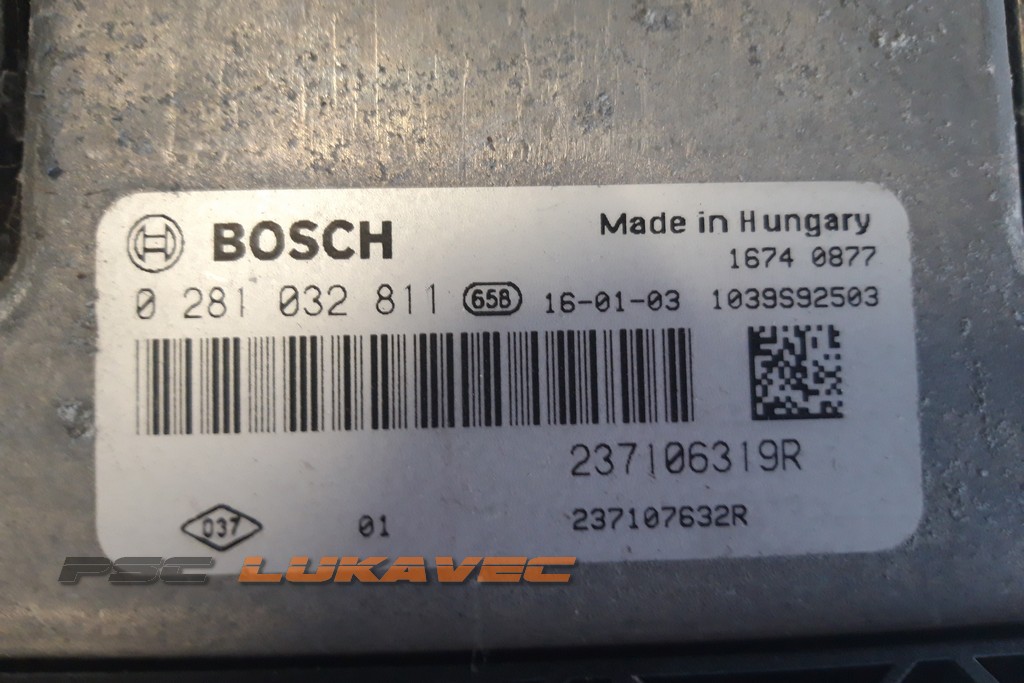 BOSCH
Made in Hungary
1674 0877
0 281 032 811 658 16-01-03 1039S92503
237106319R
037 01 237107632R
PSC LUKAVEC